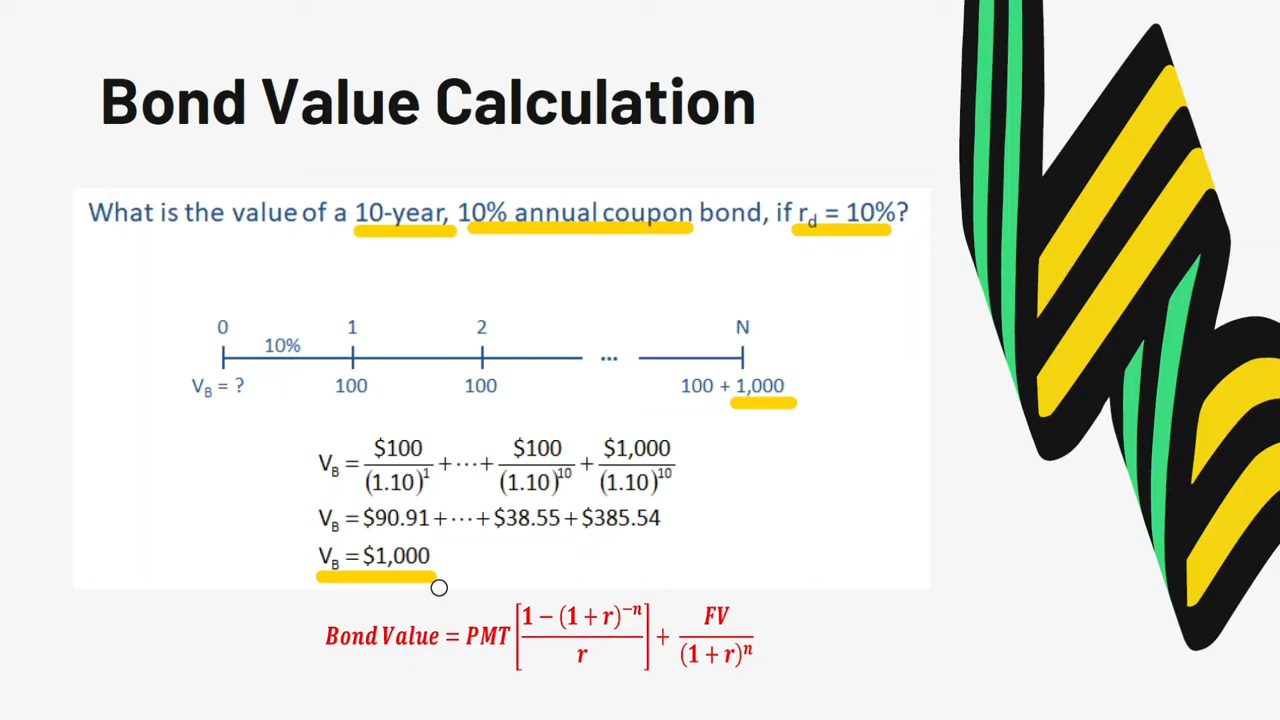 Bond Value Calculation
What is the value of a 10-year, 10% annual coupon bond, if r_d = 10%?
0 1 2 N
10%
...
V_B = ? 100 100 100 + 1,000
V_B = $100/(1.10)^1 + ⋯ + $100/(1.10)^10 + $1,000/(1.10)^10
V_B = $90.91 + ⋯ + $38.55 + $385.54
V_B = $1,000
Bond Value = PMT [(1 − (1 + r)^−n)/r] + FV/(1 + r)^n